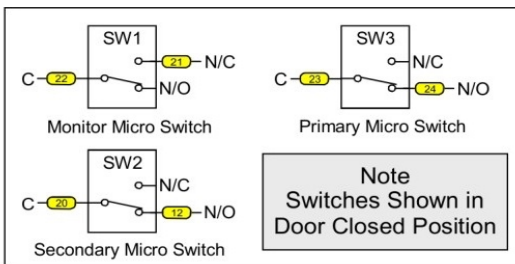 SW1
21 N/C
C 22
N/O
Monitor Micro Switch
SW3
N/C
C 23
24 N/O
Primary Micro Switch
SW2
N/C
C 20
12 N/O
Secondary Micro Switch
Note
Switches Shown in
Door Closed Position